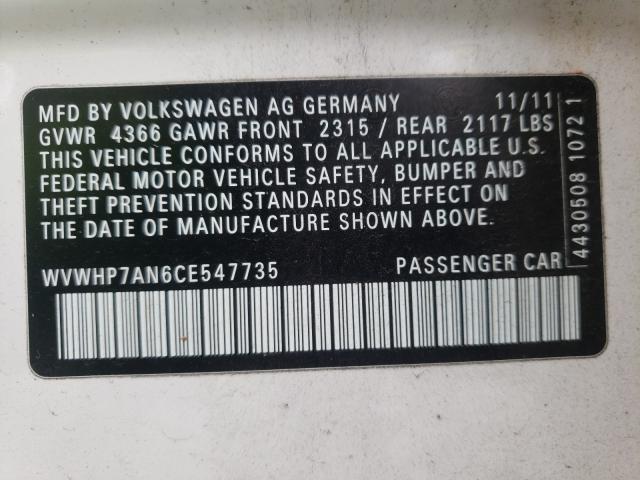 MFD BY VOLKSWAGEN AG GERMANY 11/11
GVWR 4366 GAWR FRONT 2315 / REAR 2117 LBS
THIS VEHICLE CONFORMS TO ALL APPLICABLE U.S.
FEDERAL MOTOR VEHICLE SAFETY, BUMPER AND
THEFT PREVENTION STANDARDS IN EFFECT ON
THE DATE OF MANUFACTURE SHOWN ABOVE.
WVWHP7AN6CE547735 PASSENGER CAR
4430508 1072 1